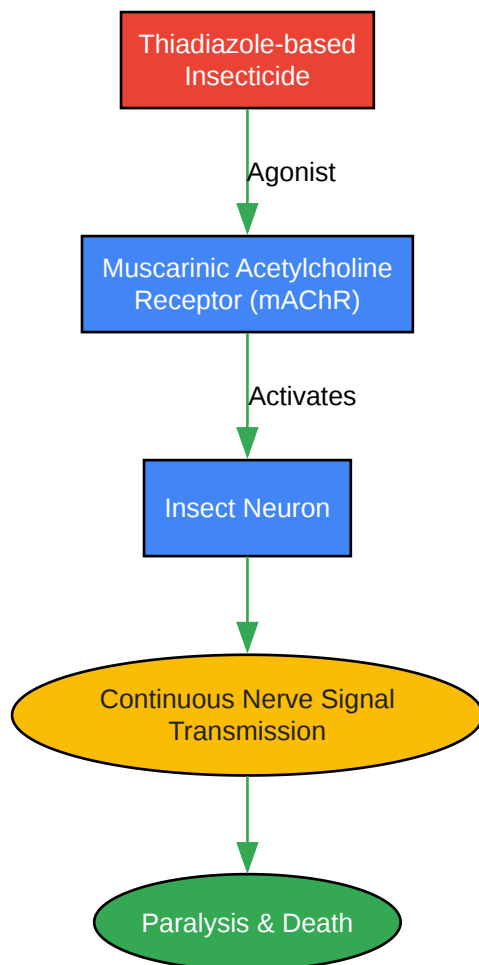 Thiadiazole-based
Insecticide
Agonist
Muscarinic Acetylcholine
Receptor (mAChR)
Activates
Insect Neuron
Continuous Nerve Signal
Transmission
Paralysis & Death